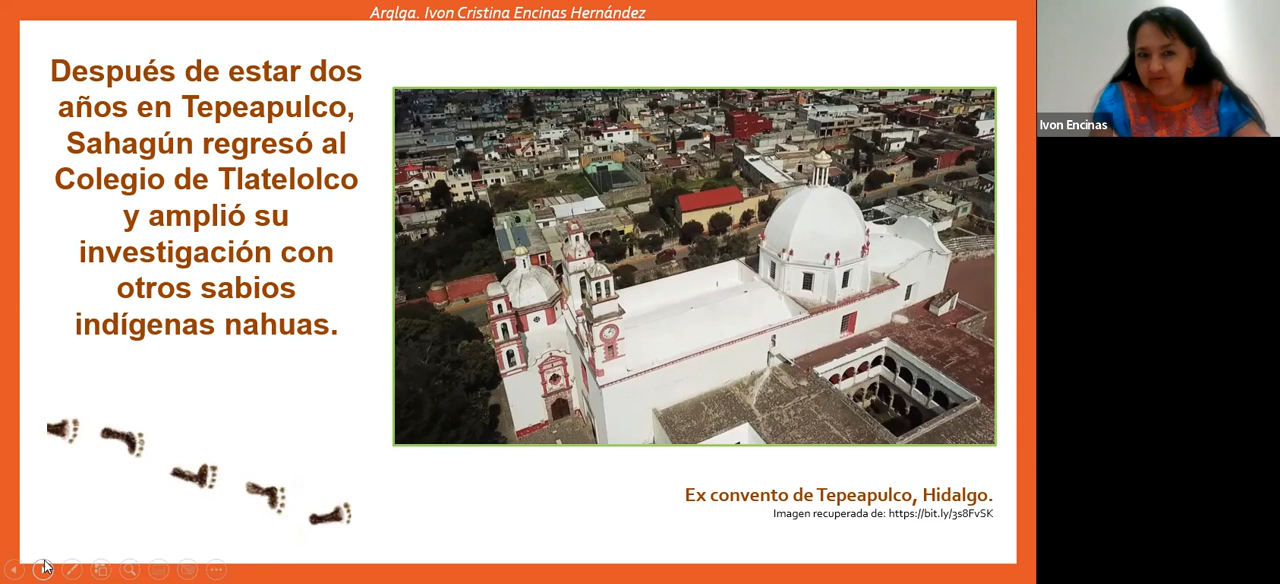 Arqlga. Ivon Cristina Encinas Hernández
Después de estar dos
años en Tepeapulco,
Sahagún regresó al
Colegio de Tlatelolco
y amplió su
investigación con
otros sabios
indígenas nahuas.
Ex convento de Tepeapulco, Hidalgo.
Imagen recuperada de: https://bit.ly/3s8FvSK
Ivon Encinas